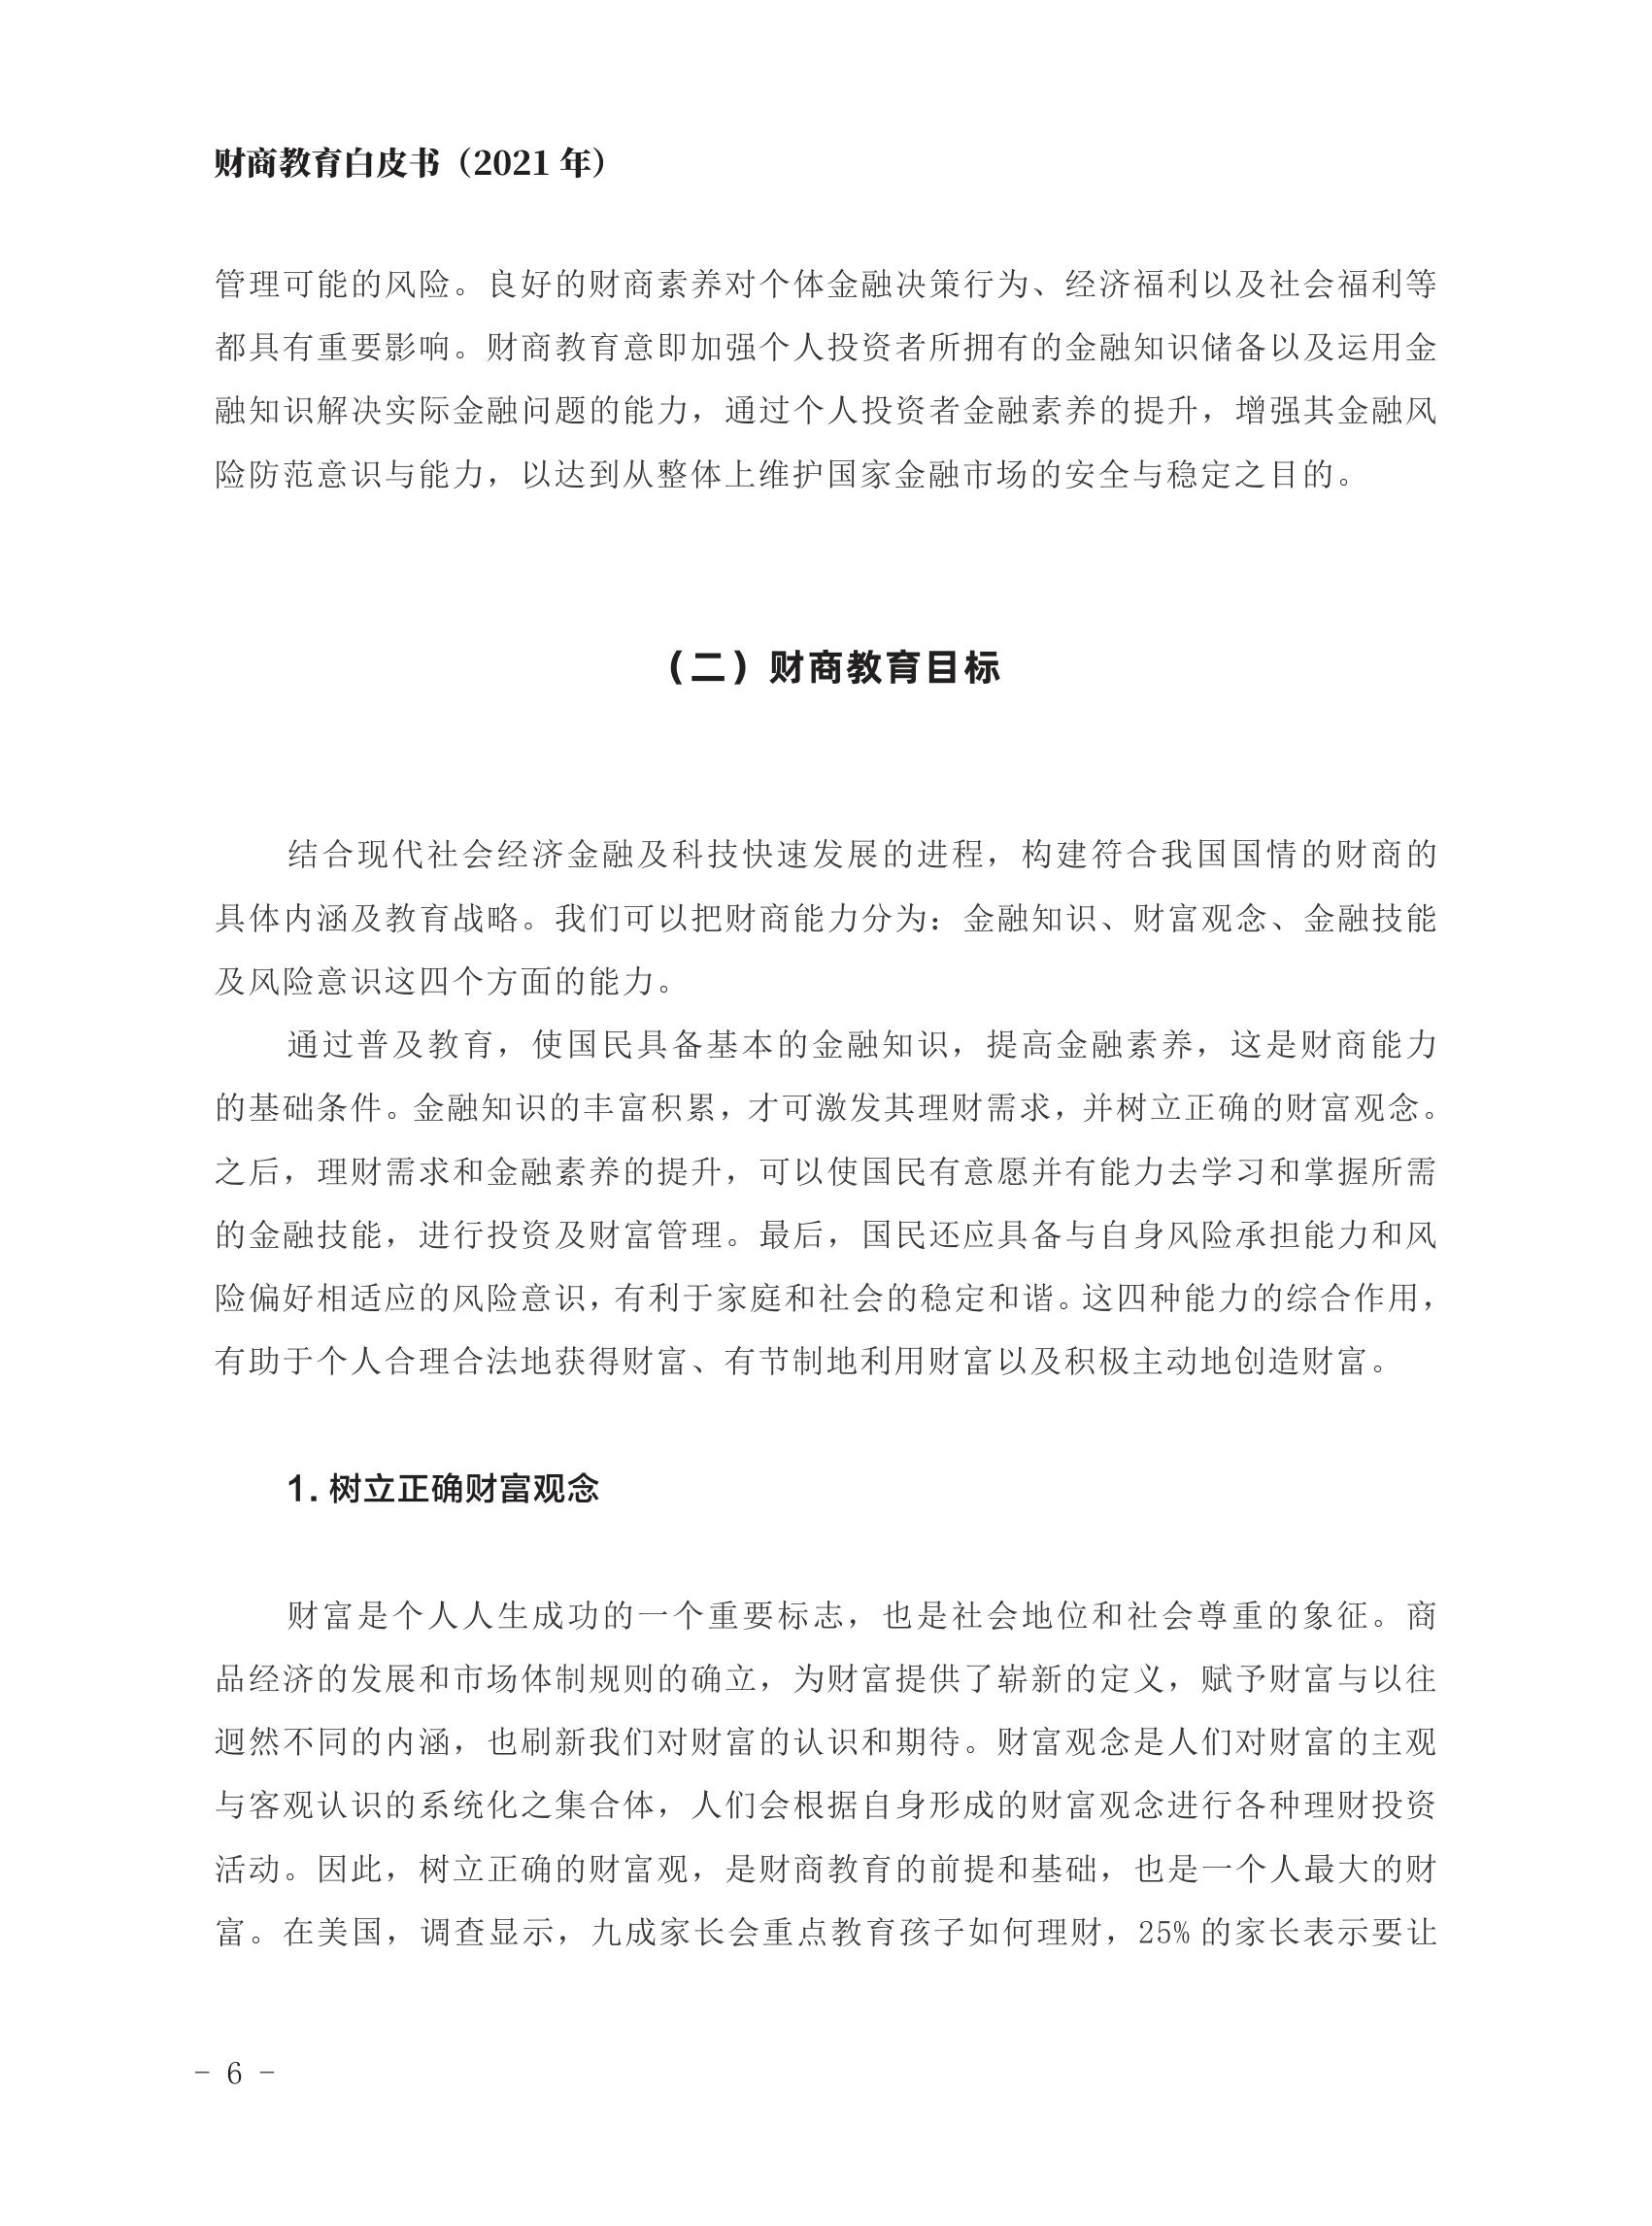 财商教育白皮书（2021 年）
管理可能的风险。良好的财商素养对个体金融决策行为、经济福利以及社会福利等
都具有重要影响。财商教育意即加强个人投资者所拥有的金融知识储备以及运用金
融知识解决实际金融问题的能力，通过个人投资者金融素养的提升，增强其金融风
险防范意识与能力，以达到从整体上维护国家金融市场的安全与稳定之目的。
（二）财商教育目标
结合现代社会经济金融及科技快速发展的进程，构建符合我国国情的财商的
具体内涵及教育战略。我们可以把财商能力分为：金融知识、财富观念、金融技能
及风险意识这四个方面的能力。
通过普及教育，使国民具备基本的金融知识，提高金融素养，这是财商能力
的基础条件。金融知识的丰富积累，才可激发其理财需求，并树立正确的财富观念。
之后，理财需求和金融素养的提升，可以使国民有意愿并有能力去学习和掌握所需
的金融技能，进行投资及财富管理。最后，国民还应具备与自身风险承担能力和风
险偏好相适应的风险意识，有利于家庭和社会的稳定和谐。这四种能力的综合作用，
有助于个人合理合法地获得财富、有节制地利用财富以及积极主动地创造财富。
1. 树立正确财富观念
财富是个人人生成功的一个重要标志，也是社会地位和社会尊重的象征。商
品经济的发展和市场体制规则的确立，为财富提供了崭新的定义，赋予财富与以往
迥然不同的内涵，也刷新我们对财富的认识和期待。财富观念是人们对财富的主观
与客观认识的系统化之集合体，人们会根据自身形成的财富观念进行各种理财投资
活动。因此，树立正确的财富观，是财商教育的前提和基础，也是一个人最大的财
富。在美国，调查显示，九成家长会重点教育孩子如何理财，25% 的家长表示要让
- 6 -